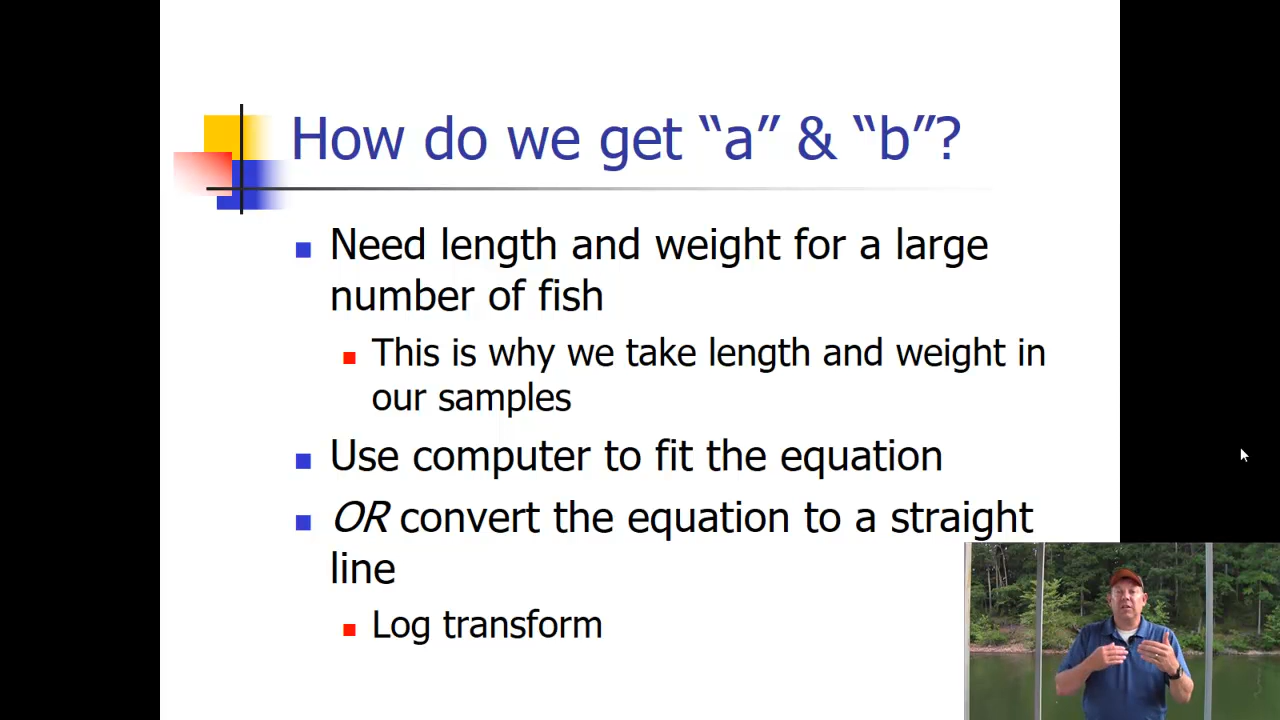 How do we get “a” & “b”?
Need length and weight for a large
number of fish
This is why we take length and weight in
our samples
Use computer to fit the equation
OR convert the equation to a straight
line
Log transform